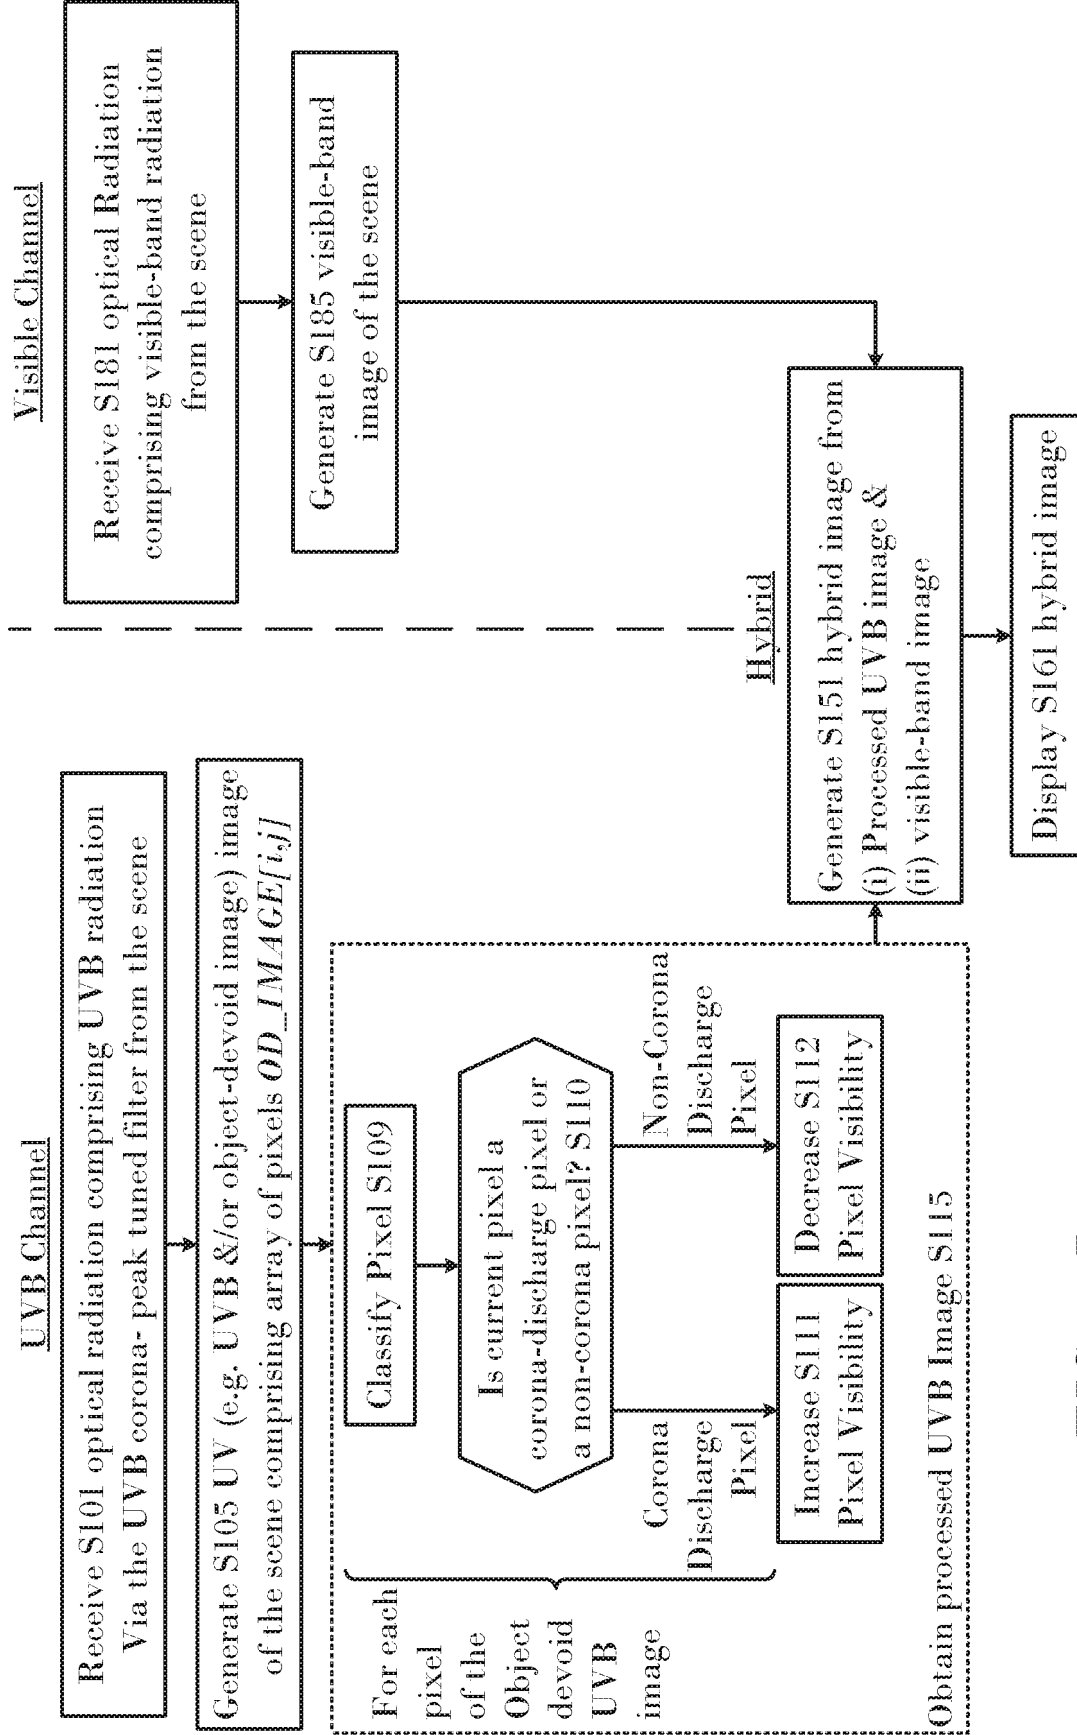 UVB Channel
Receive S101 optical radiation comprising UVB radiation
Via the UVB corona- peak tuned filter from the scene
Generate S105 UV (e.g. UVB &/or object-devoid image) image
of the scene comprising array of pixels OD_IMAGE[i,j]
For each
pixel
of the
Object
devoid
UVB
image
Classify Pixel S109
Is current pixel a
corona-discharge pixel or
a non-corona pixel? S110
Corona
Discharge
Pixel
Non-Corona
Discharge
Pixel
Increase S111
Pixel Visibility
Decrease S112
Pixel Visibility
Obtain processed UVB Image S115
Visible Channel
Receive S181 optical Radiation
comprising visible-band radiation
from the scene
Generate S185 visible-band
image of the scene
Hybrid
Generate S151 hybrid image from
(i) Processed UVB image &
(ii) visible-band image
Display S161 hybrid image